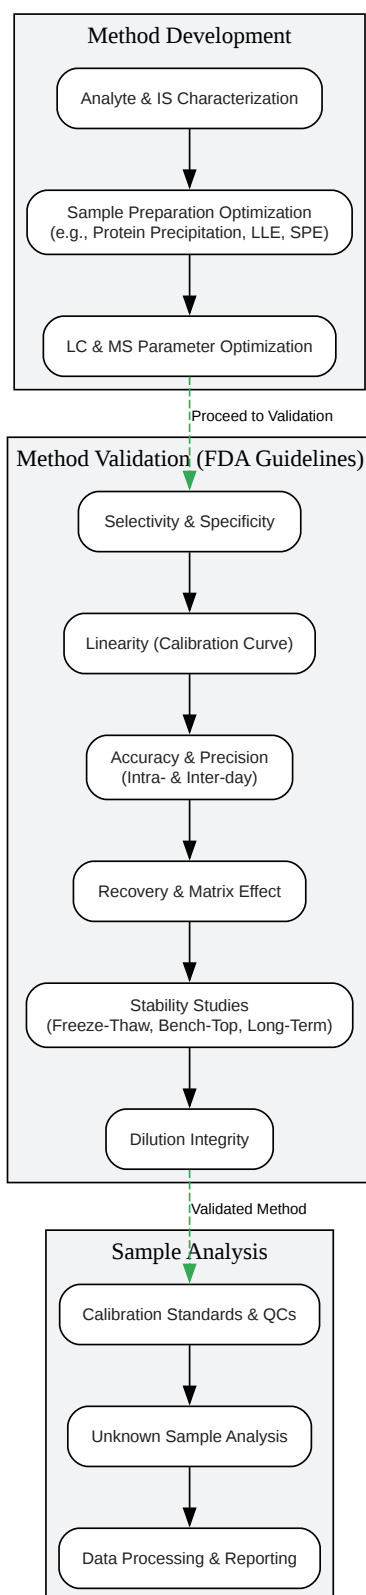 Method Development
Analyte & IS Characterization
Sample Preparation Optimization
(e.g., Protein Precipitation, LLE, SPE)
LC & MS Parameter Optimization
Proceed to Validation
Method Validation (FDA Guidelines)
Selectivity & Specificity
Linearity (Calibration Curve)
Accuracy & Precision
(Intra- & Inter-day)
Recovery & Matrix Effect
Stability Studies
(Freeze-Thaw, Bench-Top, Long-Term)
Dilution Integrity
Validated Method
Sample Analysis
Calibration Standards & QCs
Unknown Sample Analysis
Data Processing & Reporting